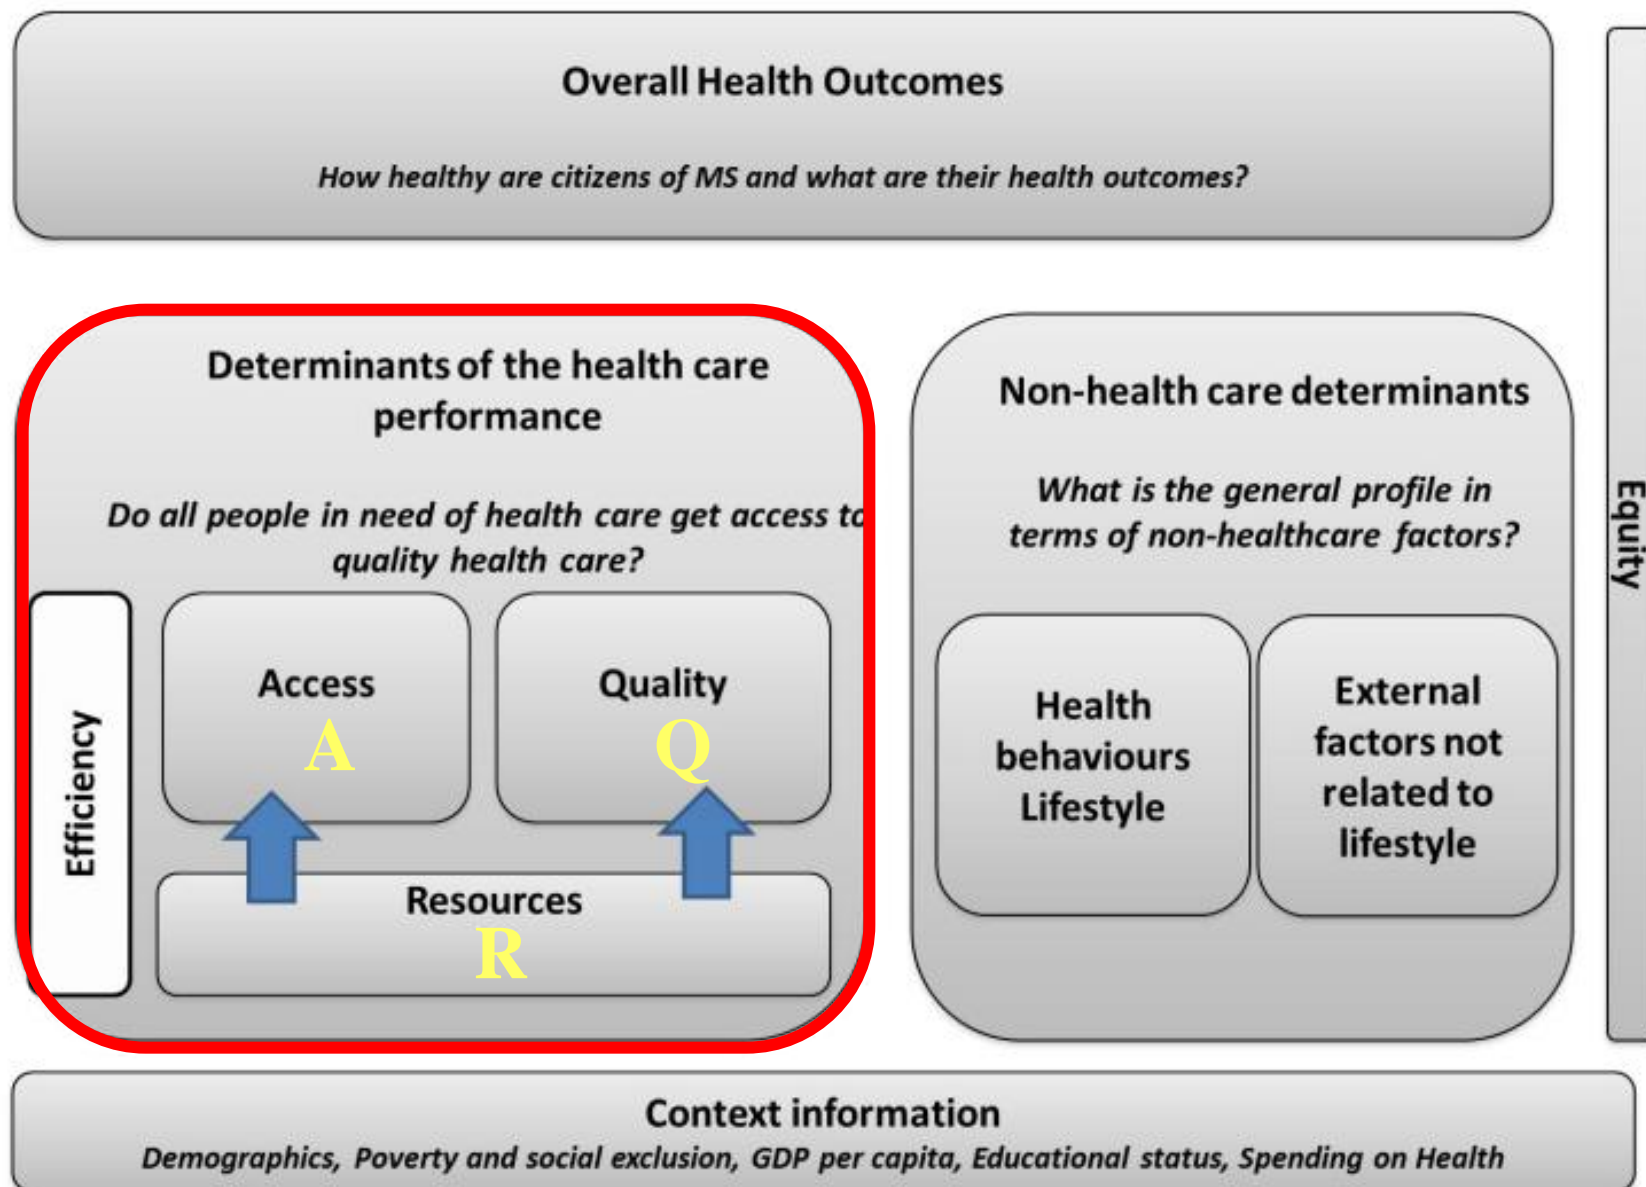 Overall Health Outcomes
How healthy are citizens of MS and what are their health outcomes?
Determinants of the health care
performance
Do all people in need of health care get access to
quality health care?
Efficiency
Access
A
Quality
Q
Resources
R
Non-health care determinants
What is the general profile in
terms of non-healthcare factors?
Health
behaviours
Lifestyle
External
factors not
related to
lifestyle
Equity
Context information
Demographics, Poverty and social exclusion, GDP per capita, Educational status, Spending on Health